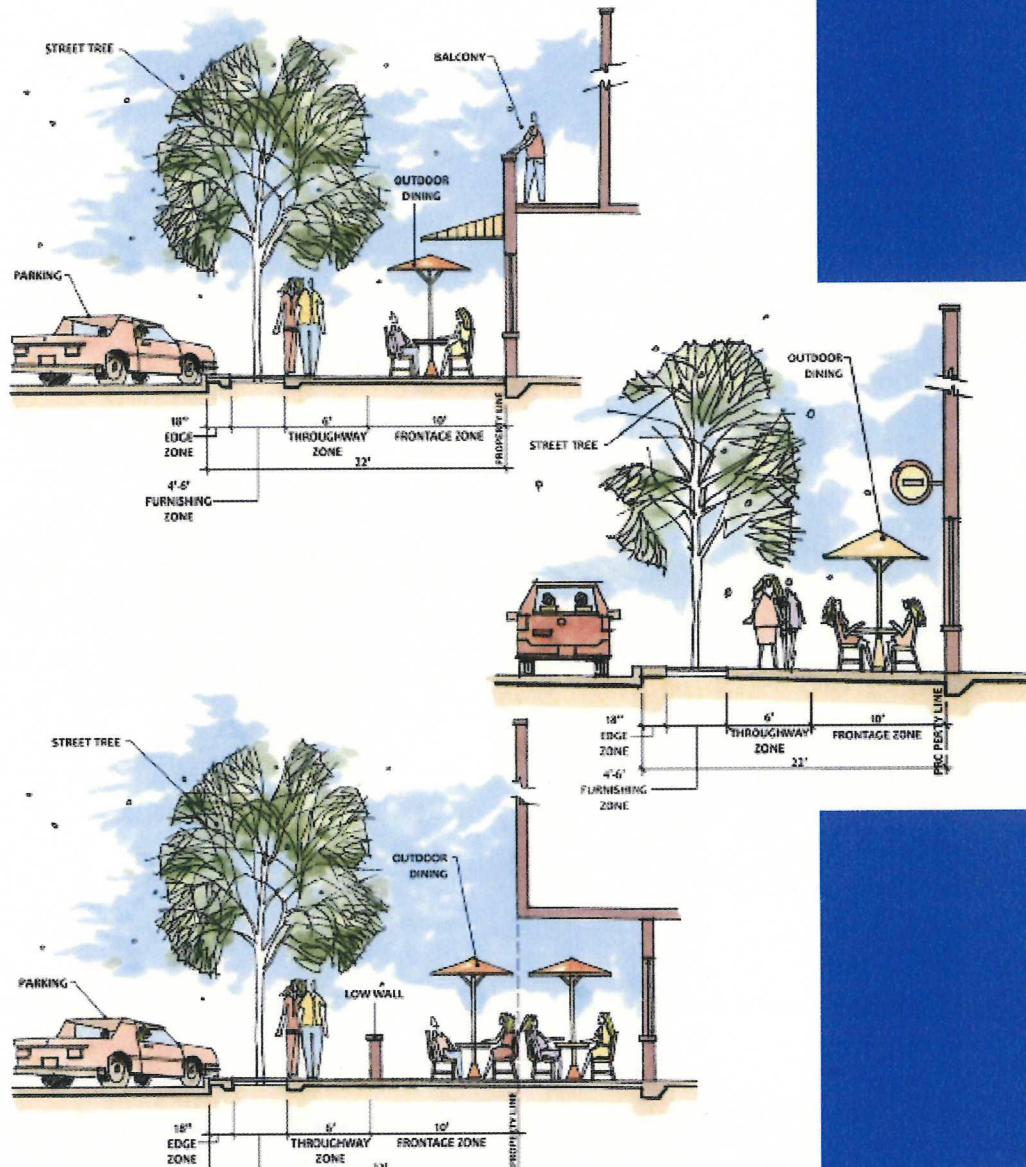 STREET TREE
BALCONY
OUTDOOR
DINING
PARKING
18"
EDGE
ZONE
6'
THROUGHWAY
ZONE
10'
FRONTAGE ZONE
PROPERTY LINE
22'
4'-6'
FURNISHING
ZONE
OUTDOOR
DINING
STREET TREE
18"
EDGE
ZONE
6'
THROUGHWAY
ZONE
10'
FRONTAGE ZONE
PROPERTY LINE
22'
4'-6'
FURNISHING
ZONE
STREET TREE
OUTDOOR
DINING
PARKING
LOW WALL
18"
EDGE
ZONE
6'
THROUGHWAY
ZONE
10'
FRONTAGE ZONE
PROPERTY LINE